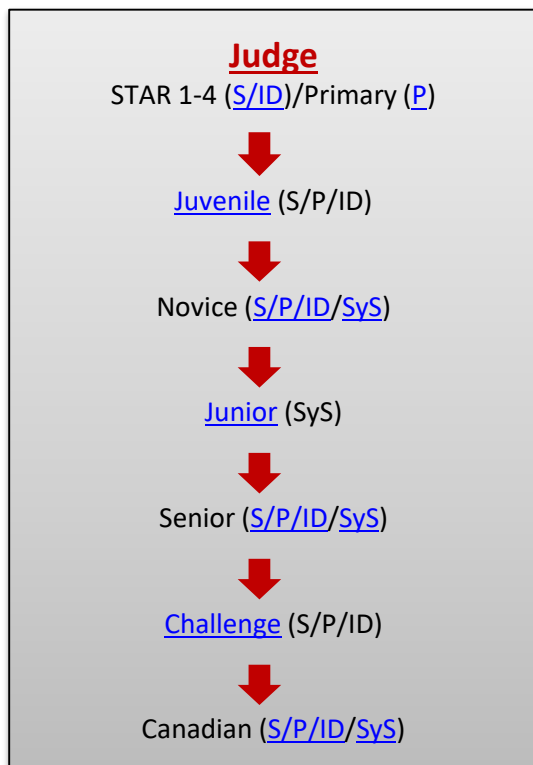 Judge
STAR 1-4 (S/ID)/Primary (P)
Juvenile (S/P/ID)
Novice (S/P/ID/SyS)
Junior (SyS)
Senior (S/P/ID/SyS)
Challenge (S/P/ID)
Canadian (S/P/ID/SyS)